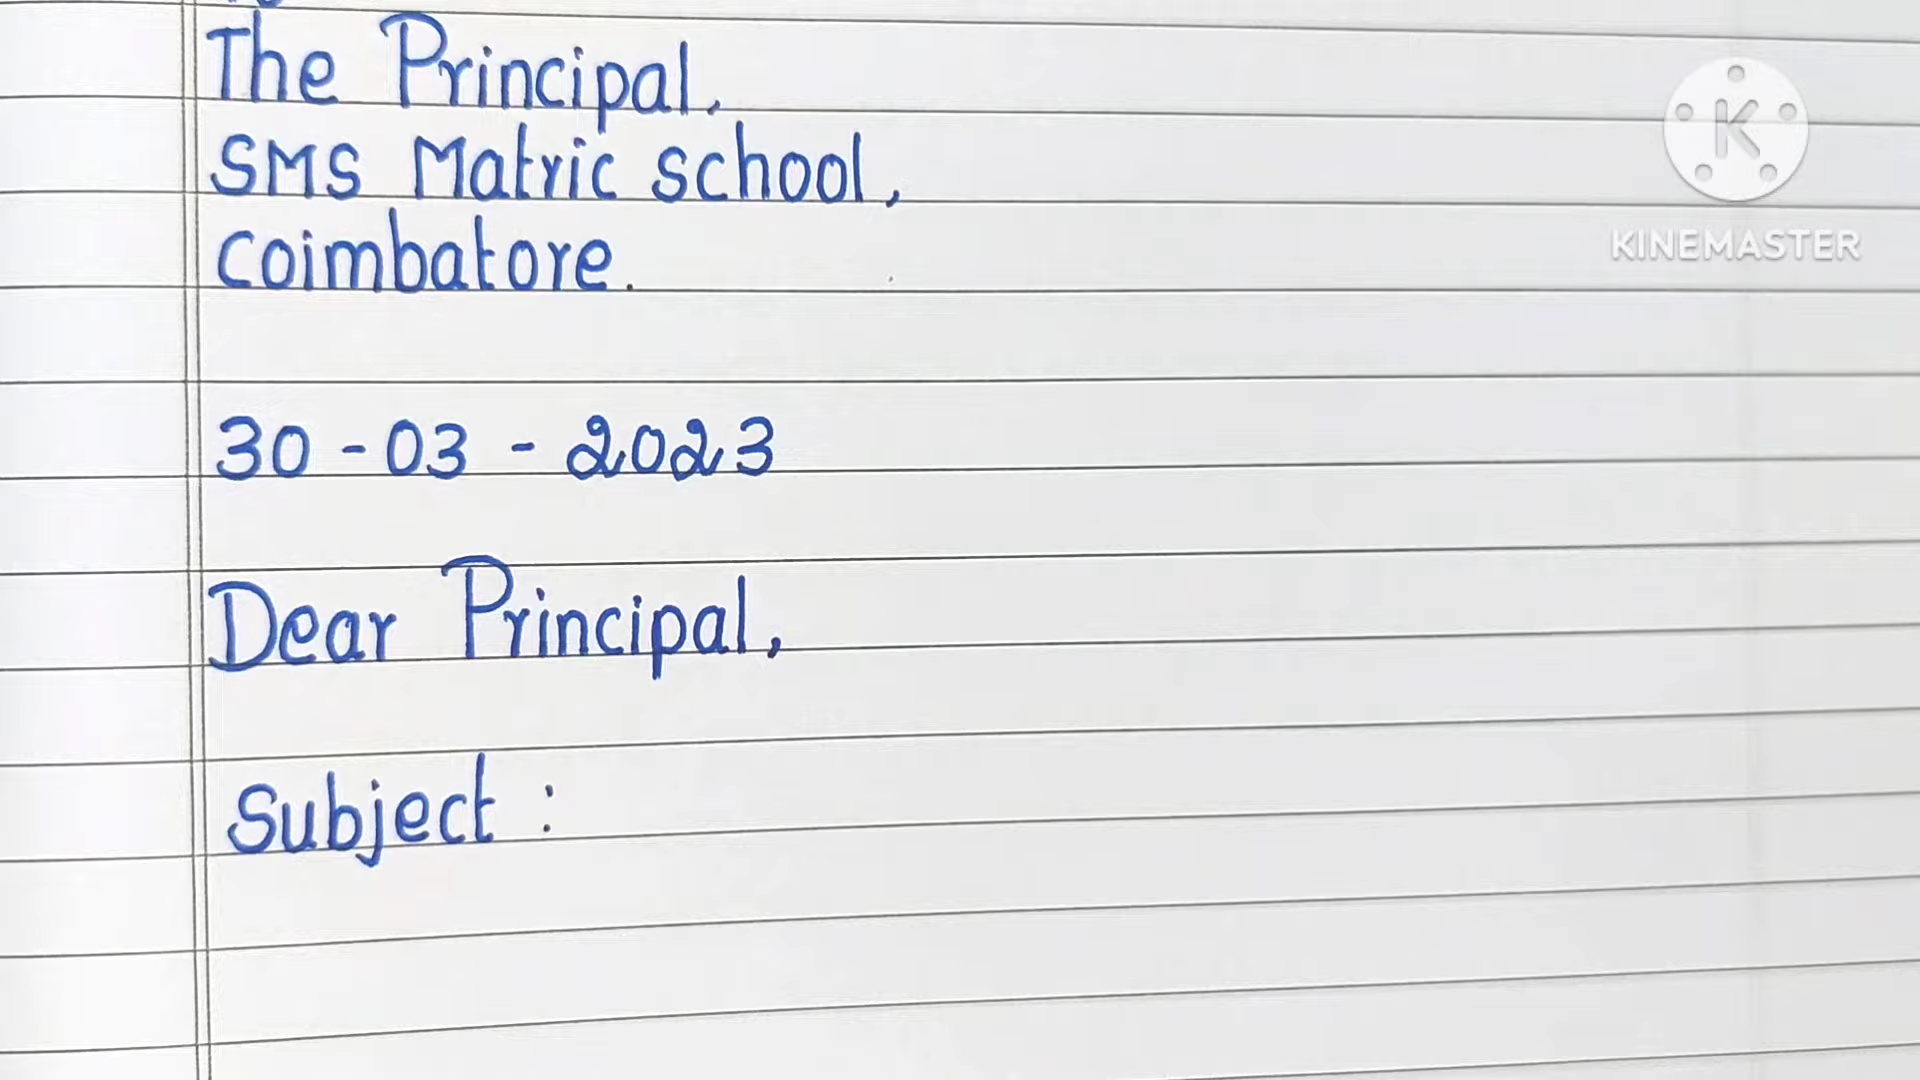 The Principal,
SMS Matric school,
Coimbatore.
30-03-2023
Dear Principal,
Subject :
K
KINEMASTER